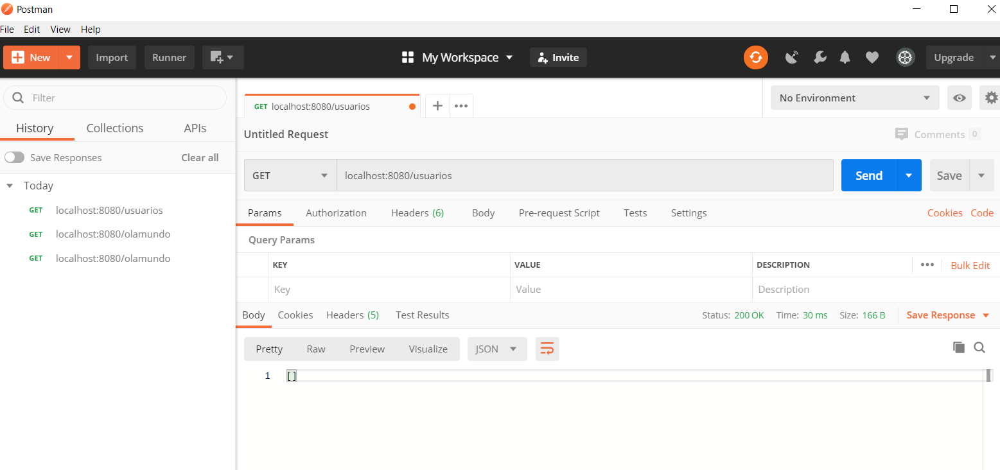 Postman
File Edit View Help
New Import Runner My Workspace Invite Upgrade
Filter
History Collections APIs
Save Responses Clear all
Today
GET localhost:8080/usuarios
GET localhost:8080/olamundo
GET localhost:8080/olamundo
GET localhost:8080/usuarios
No Environment
Untitled Request Comments 0
GET localhost:8080/usuarios Send Save
Params Authorization Headers (6) Body Pre-request Script Tests Settings Cookies Code
Query Params
KEY VALUE DESCRIPTION Bulk Edit
Key Value Description
Body Cookies Headers (5) Test Results Status: 200 OK Time: 30 ms Size: 166 B Save Response
Pretty Raw Preview Visualize JSON
1 []